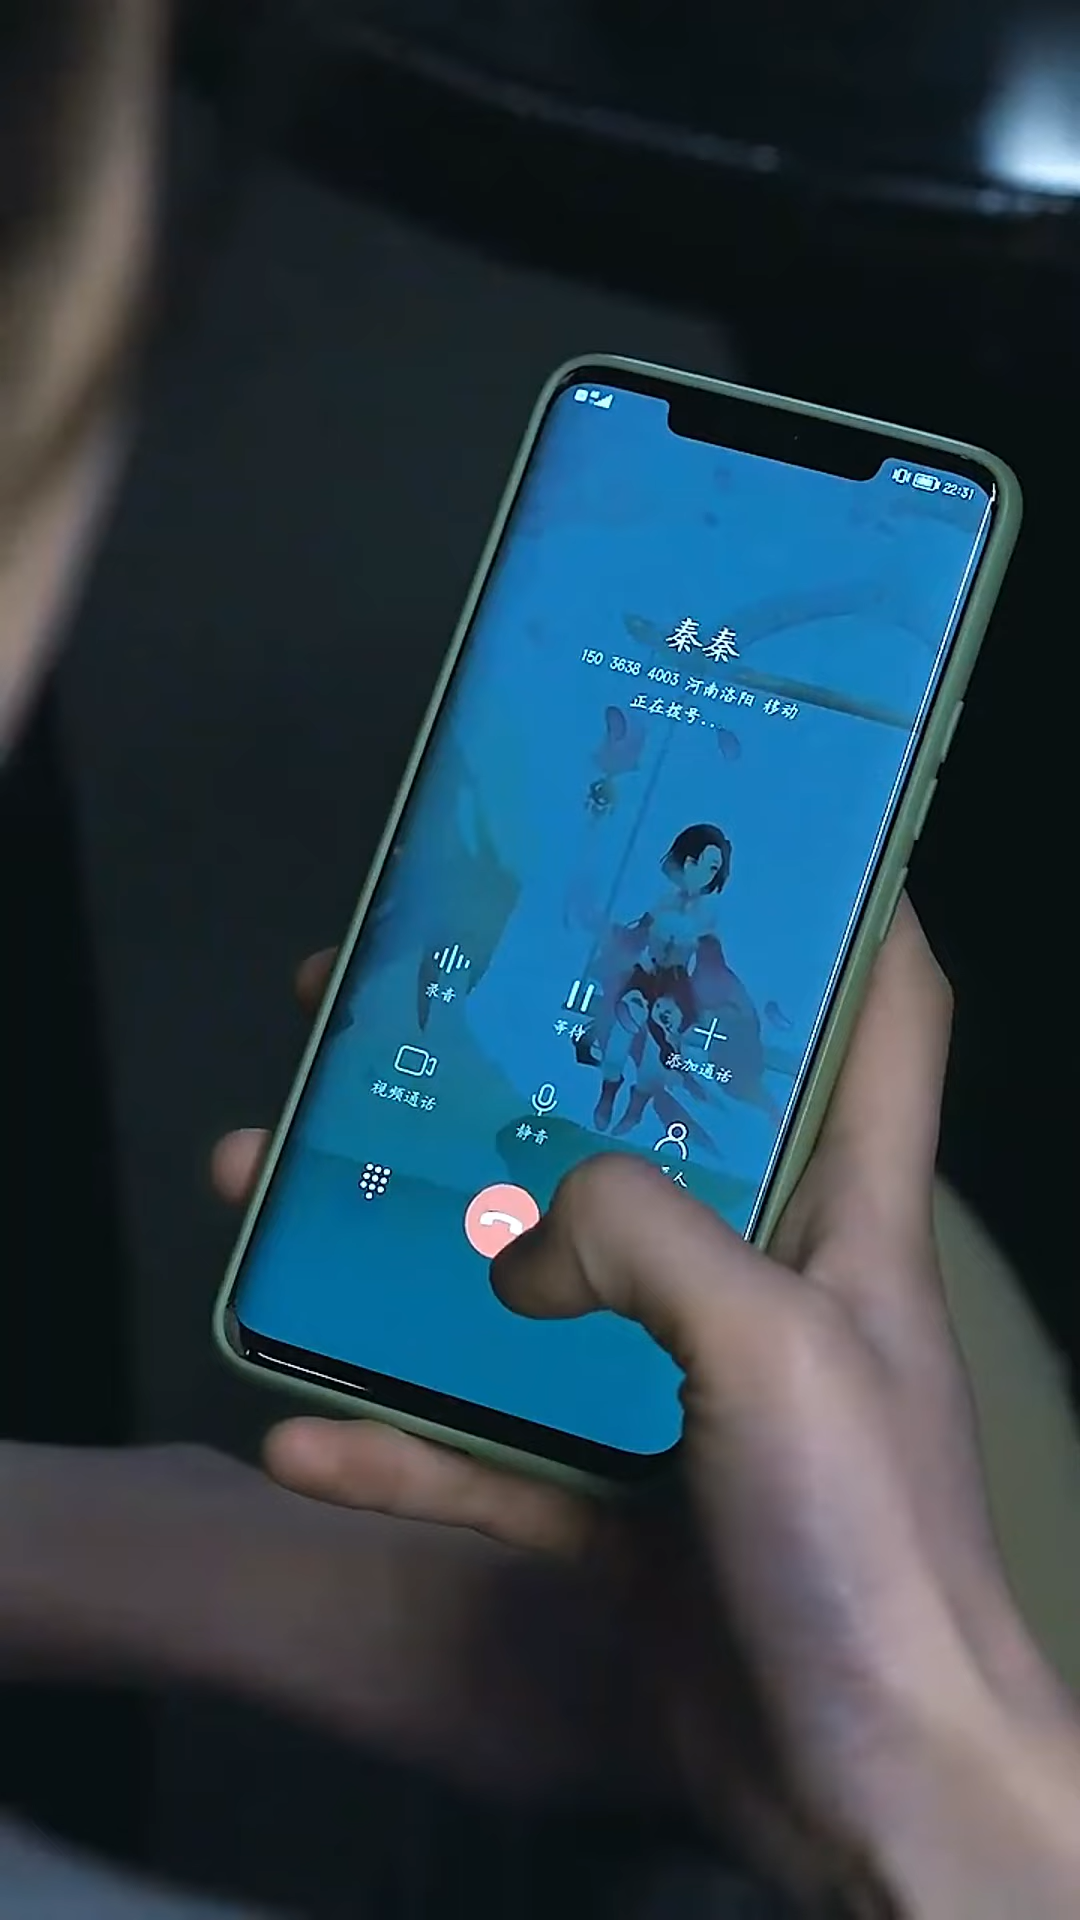 22:31
秦秦
150 3638 4003 河南洛阳 移动
正在拨号...
录音
等待
添加通话
视频通话
静音
人